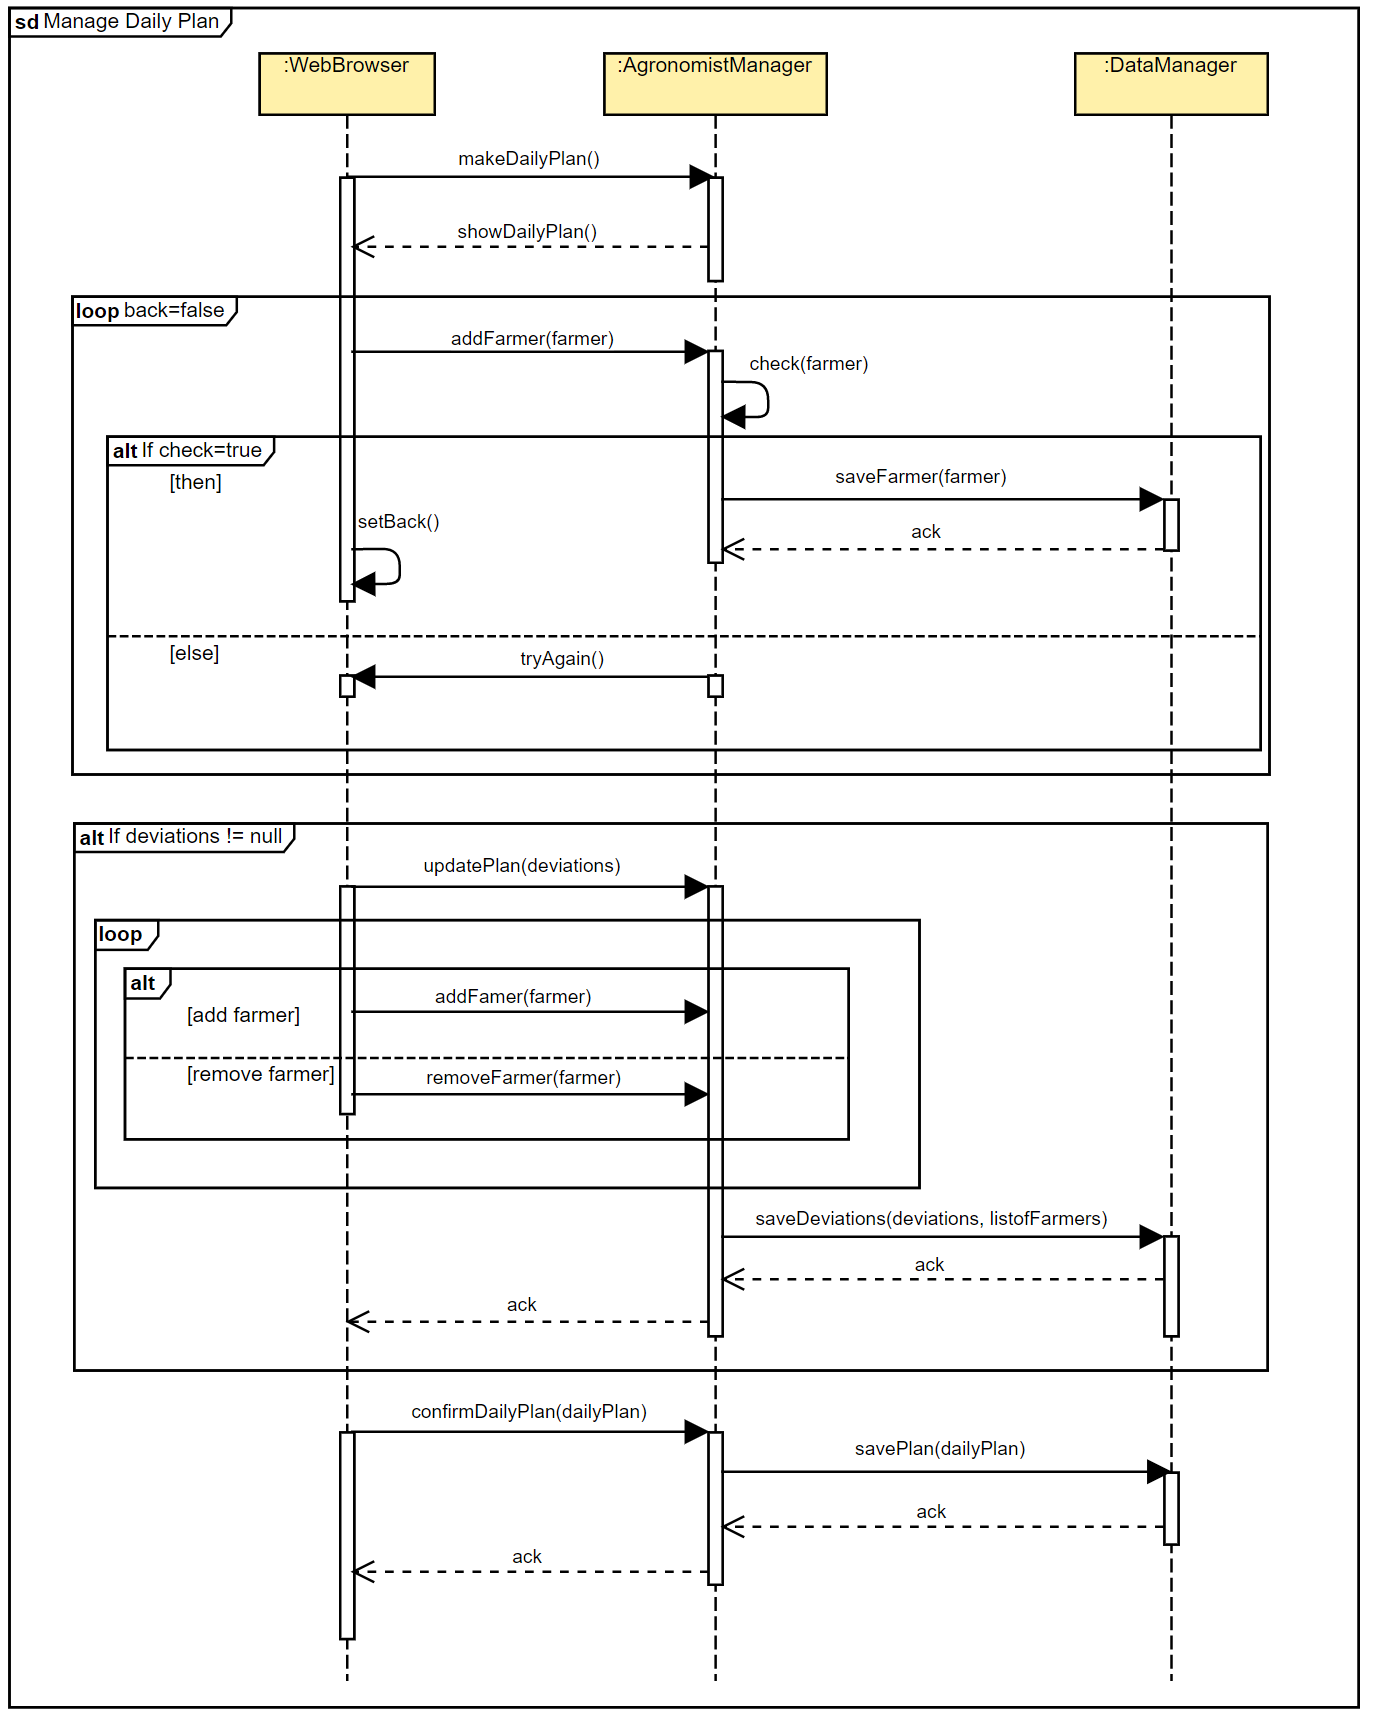 sd Manage Daily Plan
:WebBrowser
:AgronomistManager
:DataManager
makeDailyPlan()
showDailyPlan()
loop back=false
addFarmer(farmer)
check(farmer)
alt If check=true
[then]
saveFarmer(farmer)
setBack()
ack
[else]
tryAgain()
alt If deviations != null
updatePlan(deviations)
loop
alt
addFamer(farmer)
[add farmer]
[remove farmer]
removeFarmer(farmer)
saveDeviations(deviations, listofFarmers)
ack
ack
confirmDailyPlan(dailyPlan)
savePlan(dailyPlan)
ack
ack